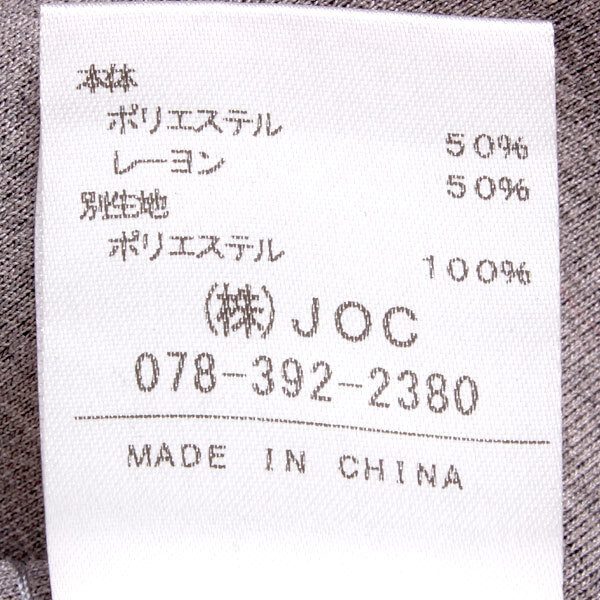 本体
ポリエステル 50%
レーヨン 50%
別生地
ポリエステル 100%
(株)JOC
078-392-2380
MADE IN CHINA